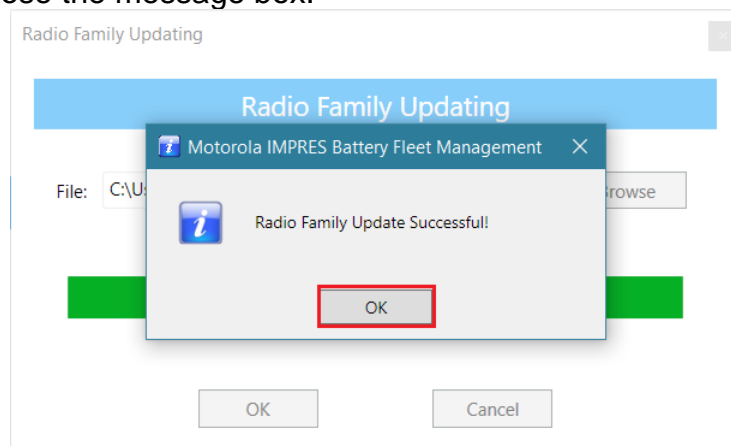 ose the message box.
Radio Family Updating
Radio Family Updating
Motorola IMPRES Battery Fleet Management
File: C:\Us
rowse
Radio Family Update Successful!
OK
OK Cancel